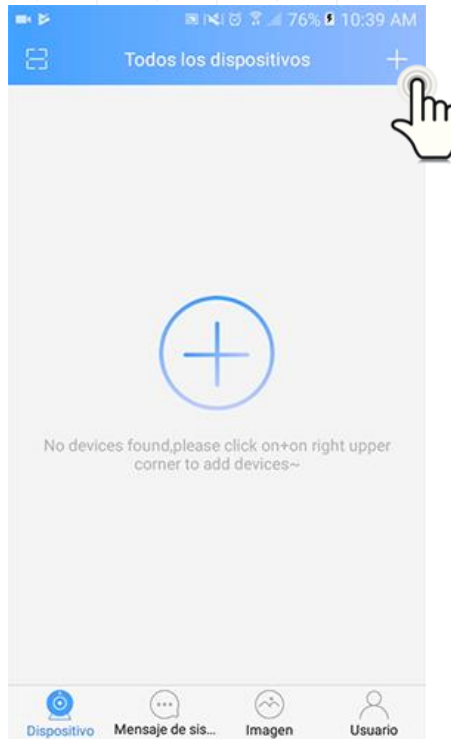 76% 10:39 AM
Todos los dispositivos
No devices found,please click on+on right upper
corner to add devices~
Dispositivo Mensaje de sis... Imagen Usuario